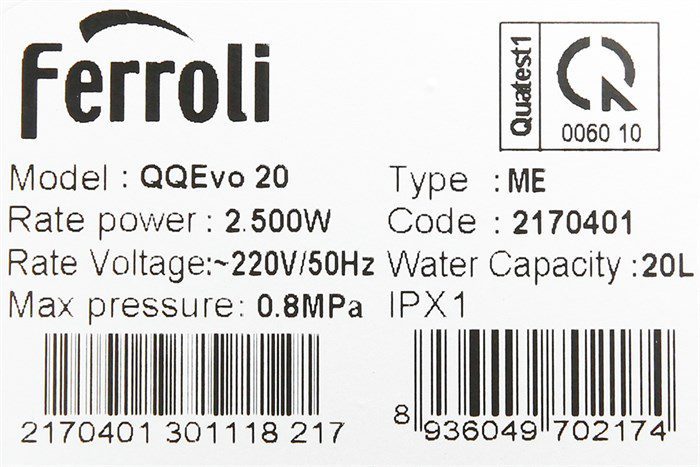 Ferroli
Quatest1
0060 10
Model : QQEvo 20
Type : ME
Rate power : 2.500W
Code : 2170401
Rate Voltage:~220V/50Hz
Water Capacity :20L
Max pressure: 0.8MPa
IPX1
2170401 301118 217
8 936049 702174